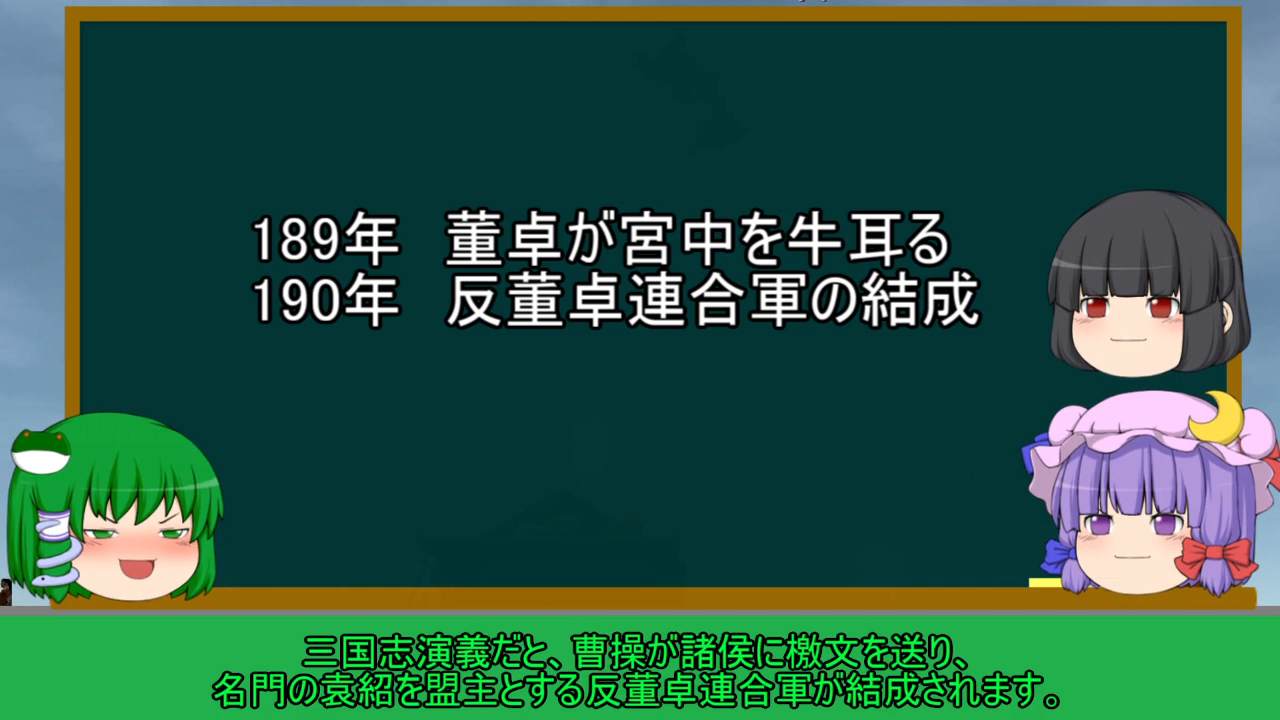 189年 董卓が宮中を牛耳る
190年 反董卓連合軍の結成
三国志演義だと、曹操が諸侯に檄文を送り、
名門の袁紹を盟主とする反董卓連合軍が結成されます。